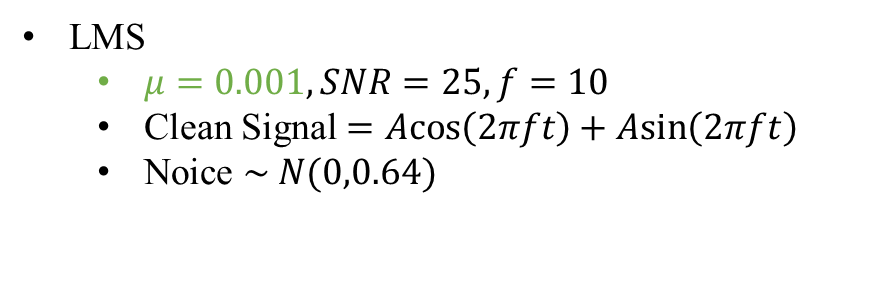 • LMS
• μ = 0.001, SNR = 25, f = 10
• Clean Signal = Acos(2πft) + Asin(2πft)
• Noice ~ N(0,0.64)